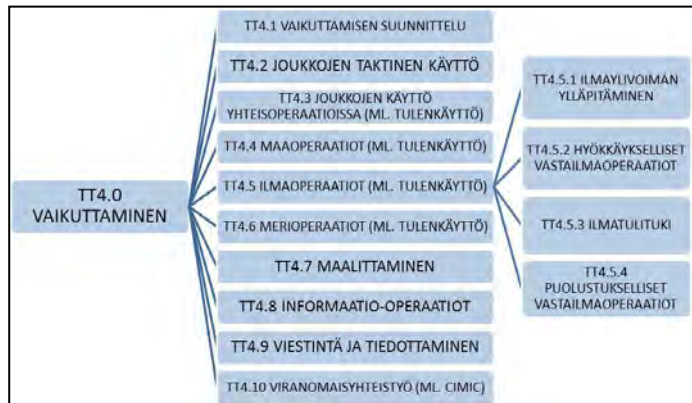 TT4.0
VAIKUTTAMINEN
TT4.1 VAIKUTTAMISEN SUUNNITTELU
TT4.2 JOUKKOJEN TAKTINEN KÄYTTÖ
TT4.3 JOUKKOJEN KÄYTTÖ
YHTEISOPERAATIOISSA (ML. TULENKÄYTTÖ)
TT4.4 MAAOPERAATIOT (ML. TULENKÄYTTÖ)
TT4.5 ILMAOPERAATIOT (ML. TULENKÄYTTÖ)
TT4.6 MERIOPERAATIOT (ML. TULENKÄYTTÖ)
TT4.7 MAALITTAMINEN
TT4.8 INFORMAATIO-OPERAATIOT
TT4.9 VIESTINTÄ JA TIEDOTTAMINEN
TT4.10 VIRANOMAISYHTEISTYÖ (ML. CIMIC)
TT4.5.1 ILMAYLIVOIMAN
YLLÄPITÄMINEN
TT4.5.2 HYÖKKÄYKSELLISET
VASTAILMAOPERAATIOT
TT4.5.3 ILMATULITUKI
TT4.5.4
PUOLUSTUKSELLISET
VASTAILMAOPERAATIOT